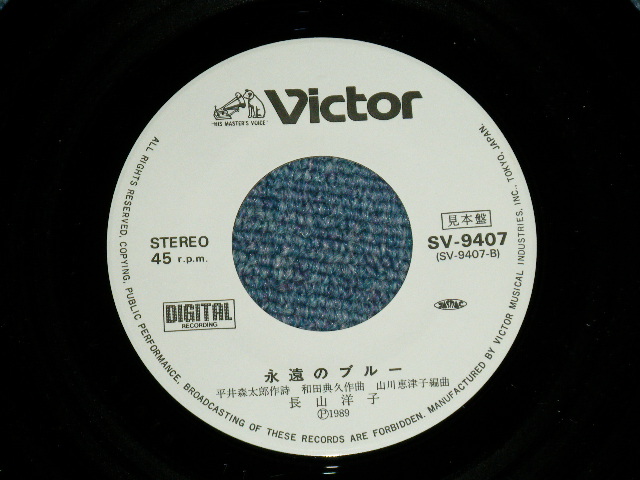 Victor
"HIS MASTER'S VOICE"
見本盤
STEREO
45 r.p.m.
SV-9407
(SV-9407-B)
DIGITAL
RECORDING
JASRAC
永遠のブルー
平井森太郎作詩 和田典久作曲 山川恵津子編曲
長山洋子
Ⓟ1989
ALL RIGHTS RESERVED. COPYING, PUBLIC PERFORMANCE, BROADCASTING OF THESE RECORDS ARE FORBIDDEN. MANUFACTURED BY VICTOR MUSICAL INDUSTRIES, INC., TOKYO, JAPAN.